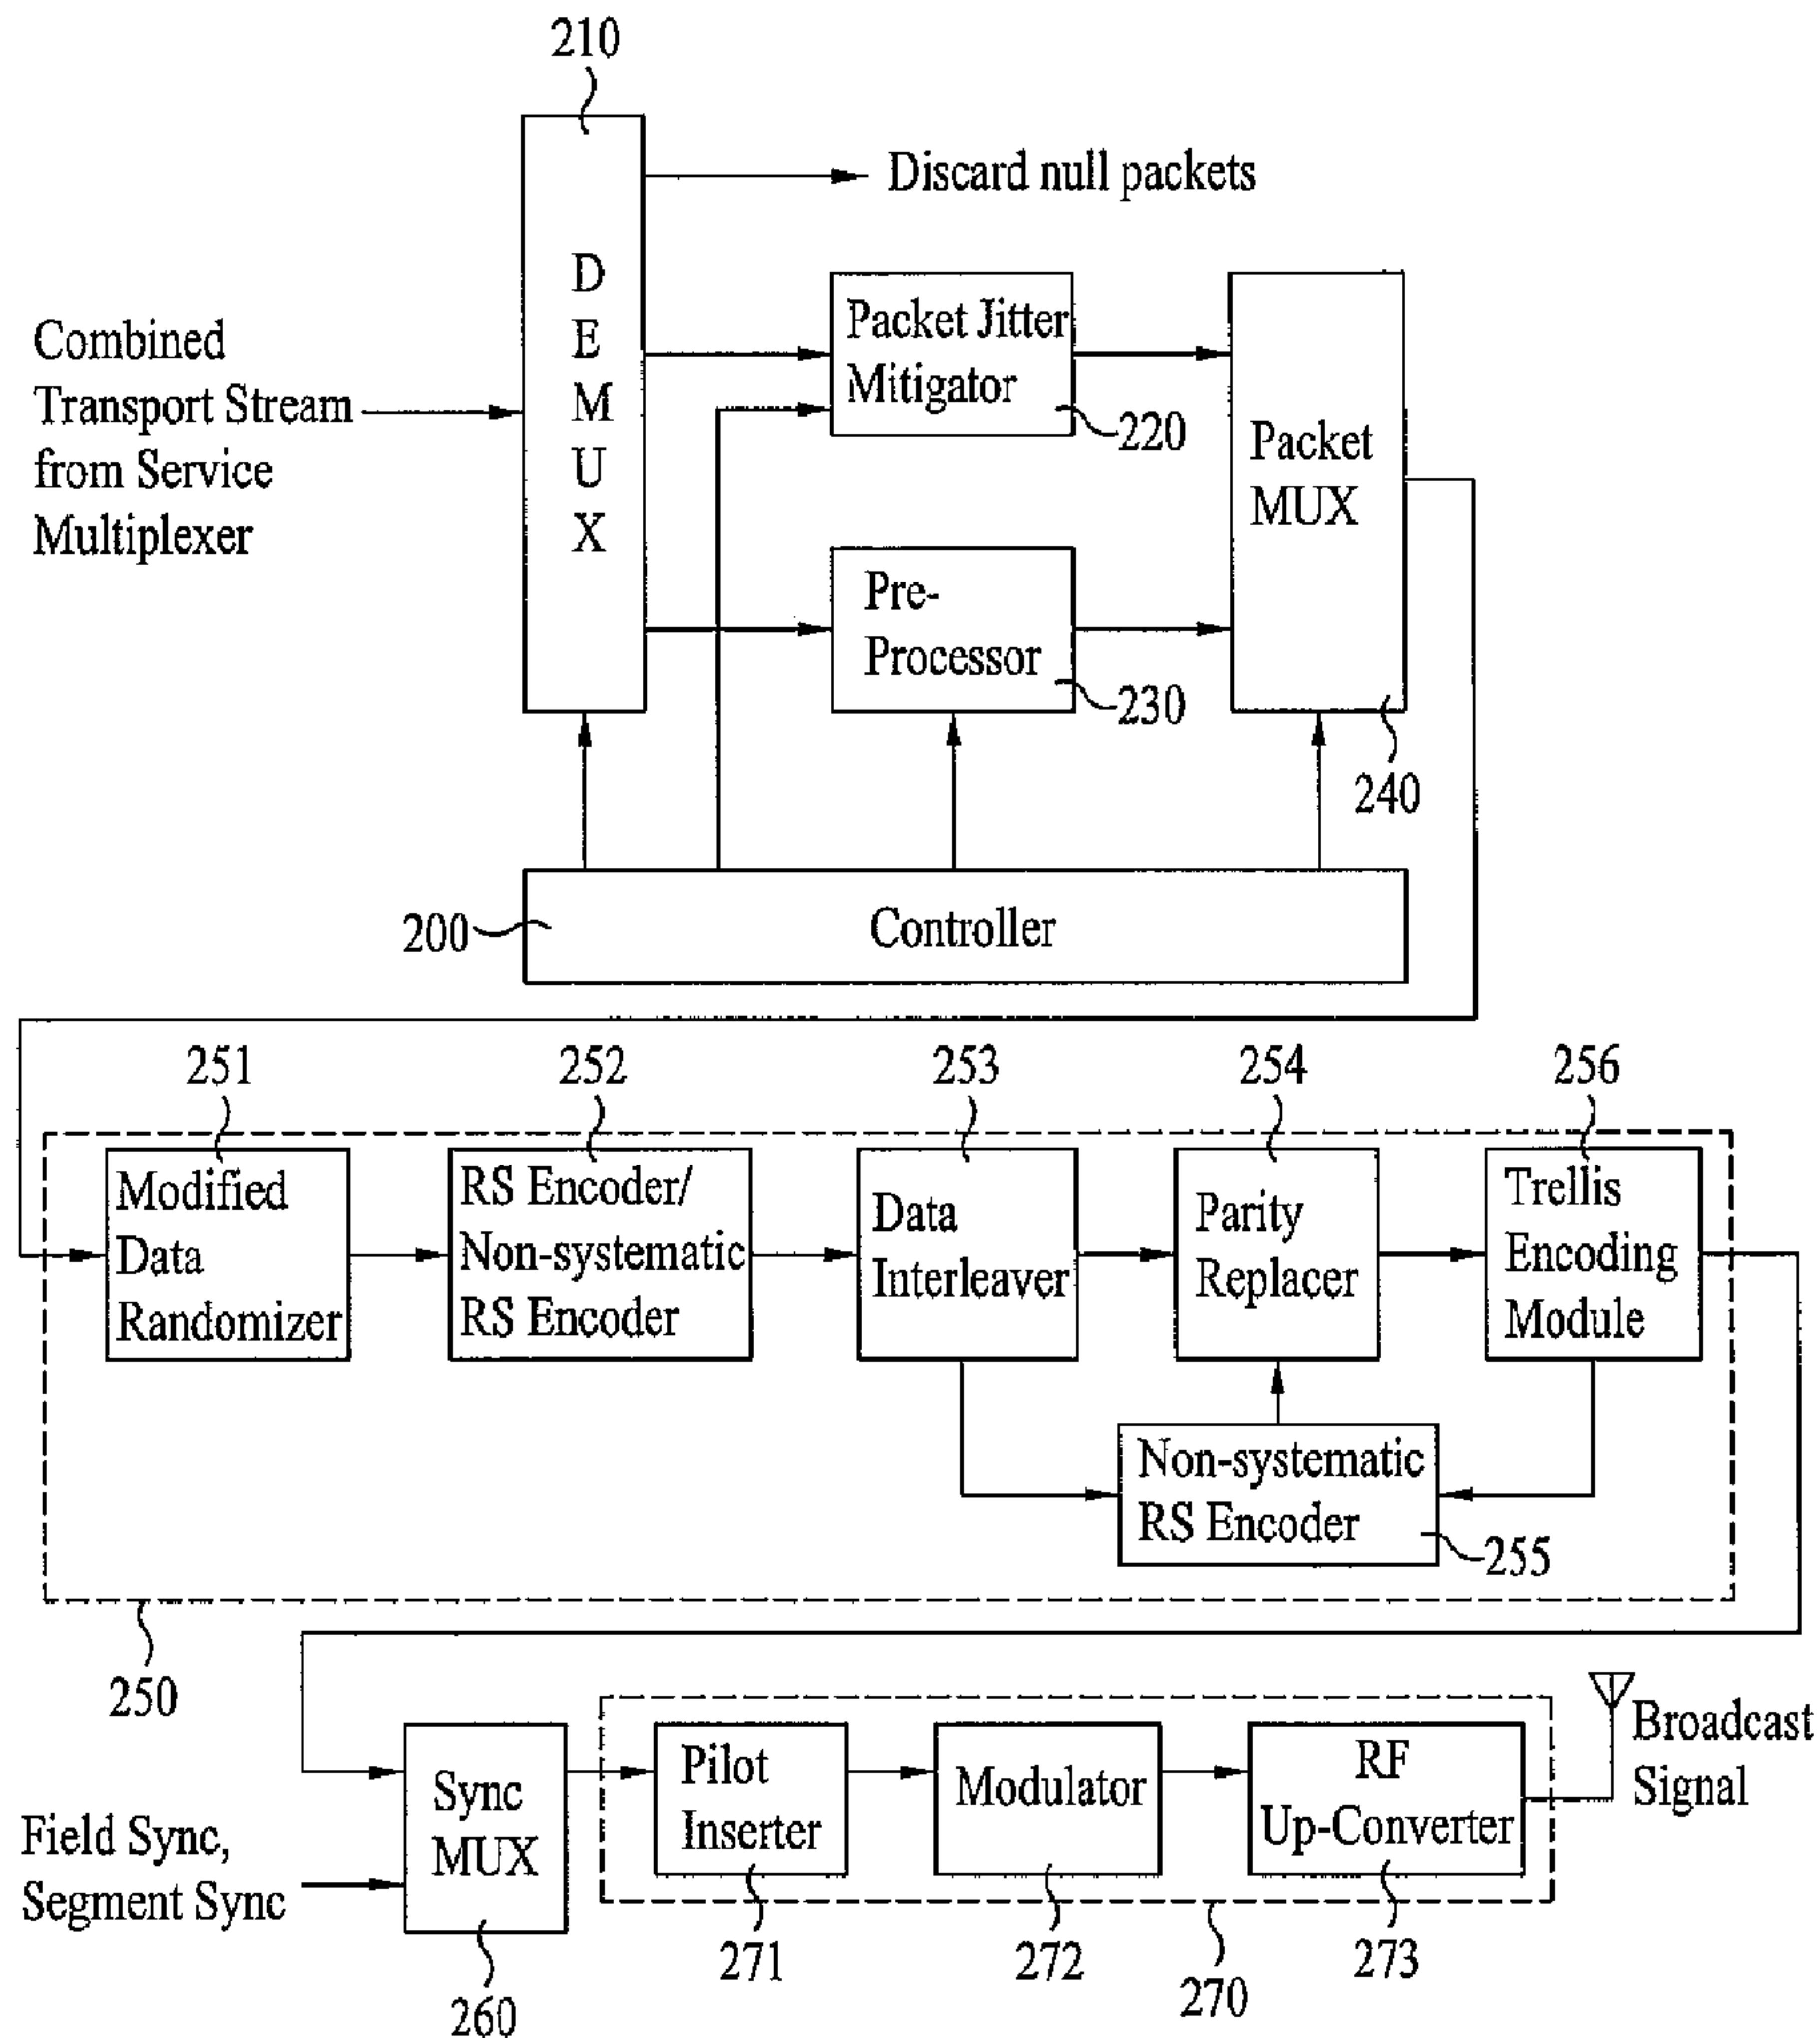 210
Discard null packets
D
E
M
U
X
Combined
Transport Stream
from Service
Multiplexer
Packet Jitter
Mitigator
220
Packet
MUX
Pre-
Processor
230
240
200
Controller
251
252
253
254
256
Modified
Data
Randomizer
RS Encoder/
Non-systematic
RS Encoder
Data
Interleaver
Parity
Replacer
Trellis
Encoding
Module
Non-systematic
RS Encoder
255
250
Sync
MUX
Field Sync,
Segment Sync
260
Pilot
Inserter
271
Modulator
272
RF
Up-Converter
273
270
Broadcast
Signal